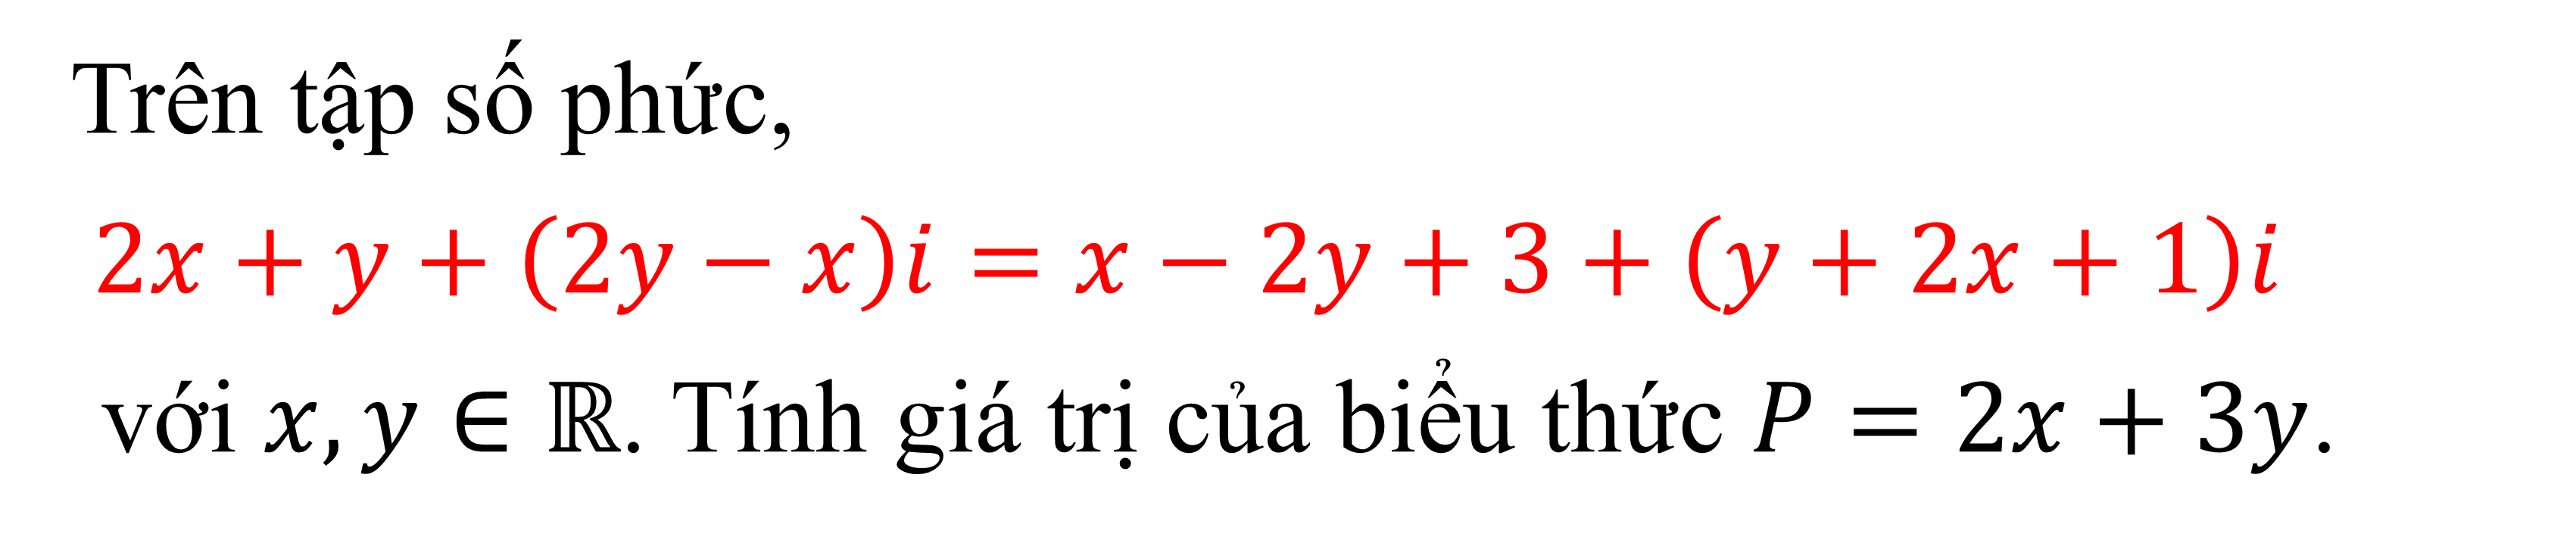 Trên tập số phức,
2x + y + (2y − x)i = x − 2y + 3 + (y + 2x + 1)i
với x, y ∈ ℝ. Tính giá trị của biểu thức P = 2x + 3y.